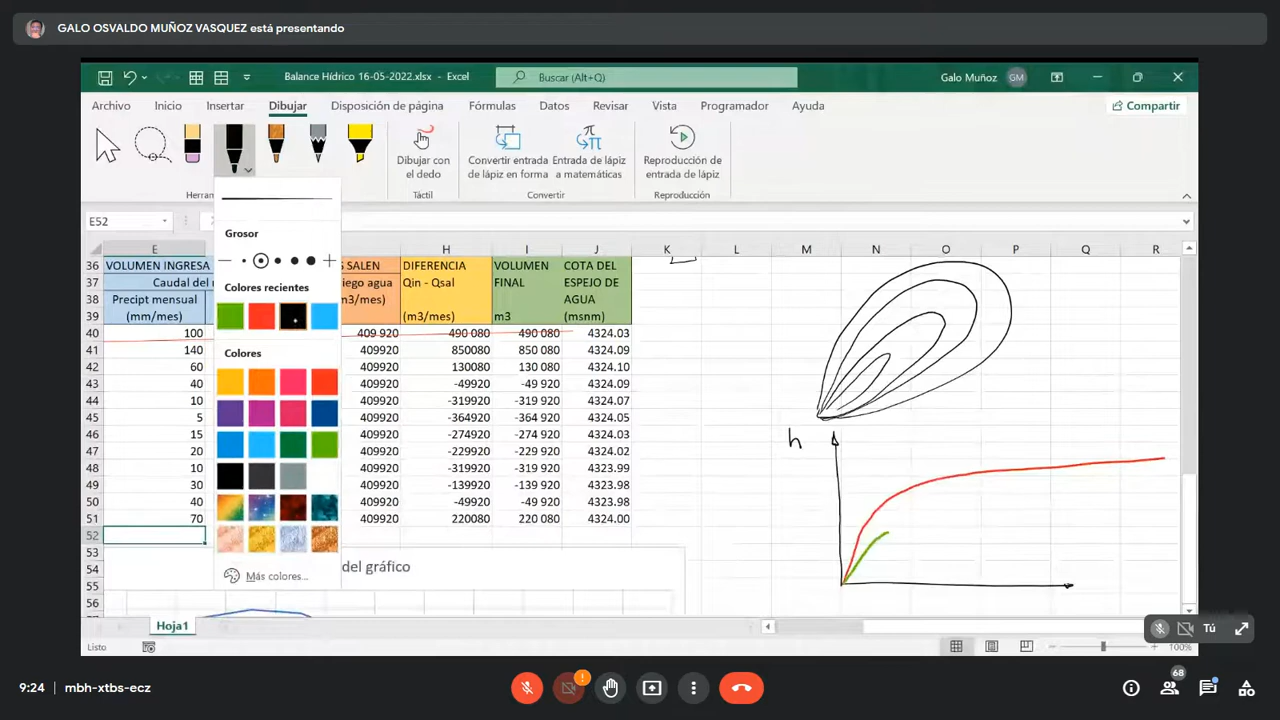 GALO OSVALDO MUÑOZ VASQUEZ está presentando
Balance Hídrico 16-05-2022.xlsx - Excel
Buscar (Alt+Q)
Galo Muñoz GM
Archivo Inicio Insertar Dibujar Disposición de página Fórmulas Datos Revisar Vista Programador Ayuda
Compartir
Dibujar con el dedo
Convertir entrada de lápiz en forma
Entrada de lápiz a matemáticas
Reproducción de entrada de lápiz
Herrar Táctil Convertir Reproducción
E52
Grosor
Colores recientes
Colores
Más colores...
E H I J K L M N O P Q R
36 VOLUMEN INGRESA S SALEN DIFERENCIA VOLUMEN COTA DEL
37 Caudal del iego agua Qin - Qsal FINAL ESPEJO DE
38 Precipt mensual m3/mes) AGUA
39 (mm/mes) (m3/mes) m3 (msnm)
40 100 409 920 490 080 490 080 4324.03
41 140 409920 850080 850 080 4324.09
42 60 409920 130080 130 080 4324.10
43 40 409920 -49920 -49 920 4324.09
44 10 409920 -319920 -319 920 4324.07
45 5 409920 -364920 -364 920 4324.05
46 15 409920 -274920 -274 920 4324.03
47 20 409920 -229920 -229 920 4324.02
48 10 409920 -319920 -319 920 4323.99
49 30 409920 -139920 -139 920 4323.98
50 40 409920 -49920 -49 920 4323.98
51 70 409920 220080 220 080 4324.00
52
53
54 del gráfico
55
56
h
Hoja1
Listo
100%
Tú
9:24 mbh-xtbs-ecz
68